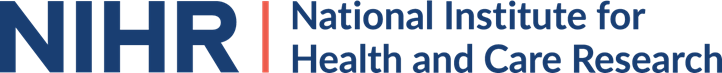 NIHR
National Institute for
Health and Care Research